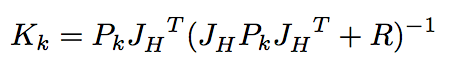 K_k = P_k J_H^T (J_H P_k J_H^T + R)^{-1}